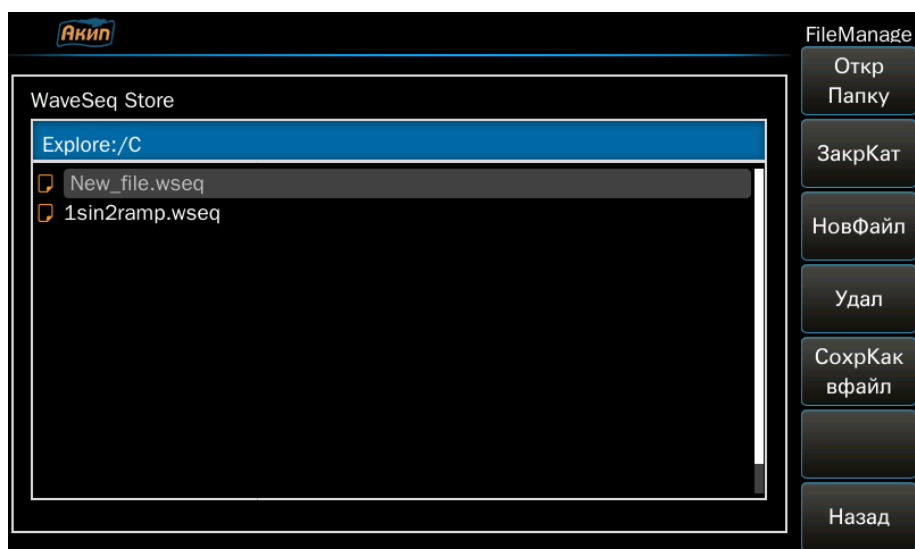 Акип
FileManage
WaveSeq Store
Explore:/C
New_file.wseq
1sin2ramp.wseq
Откр
Папку
ЗакрКат
НовФайл
Удал
СохрКак
вфайл
Назад